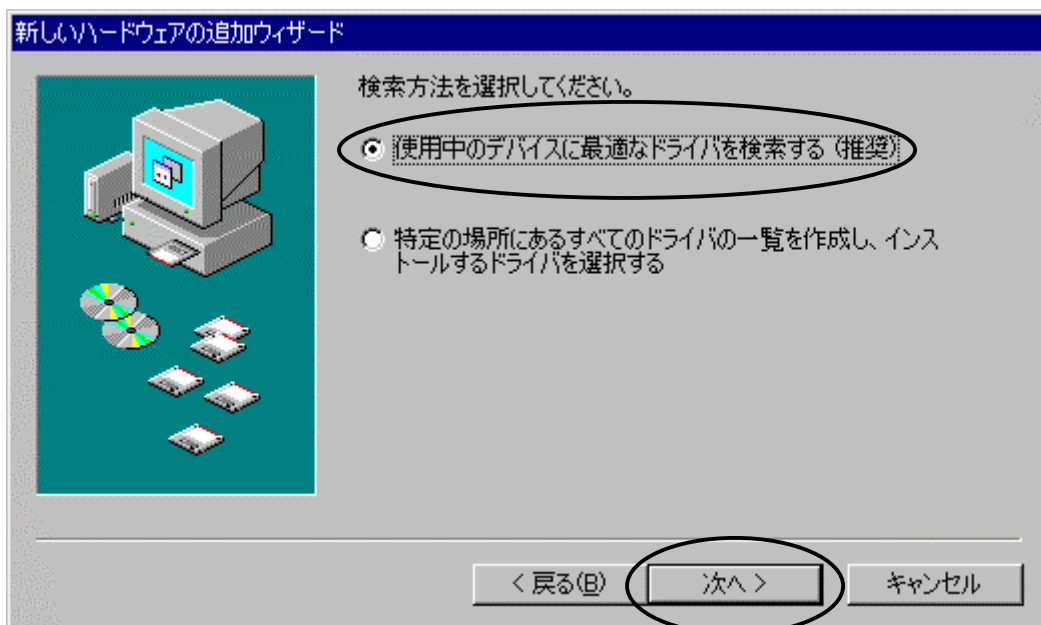 新しいハードウェアの追加ウィザード
検索方法を選択してください。
使用中のデバイスに最適なドライバを検索する (推奨)
特定の場所にあるすべてのドライバの一覧を作成し、インス
トールするドライバを選択する
< 戻る(B)
次へ >
キャンセル